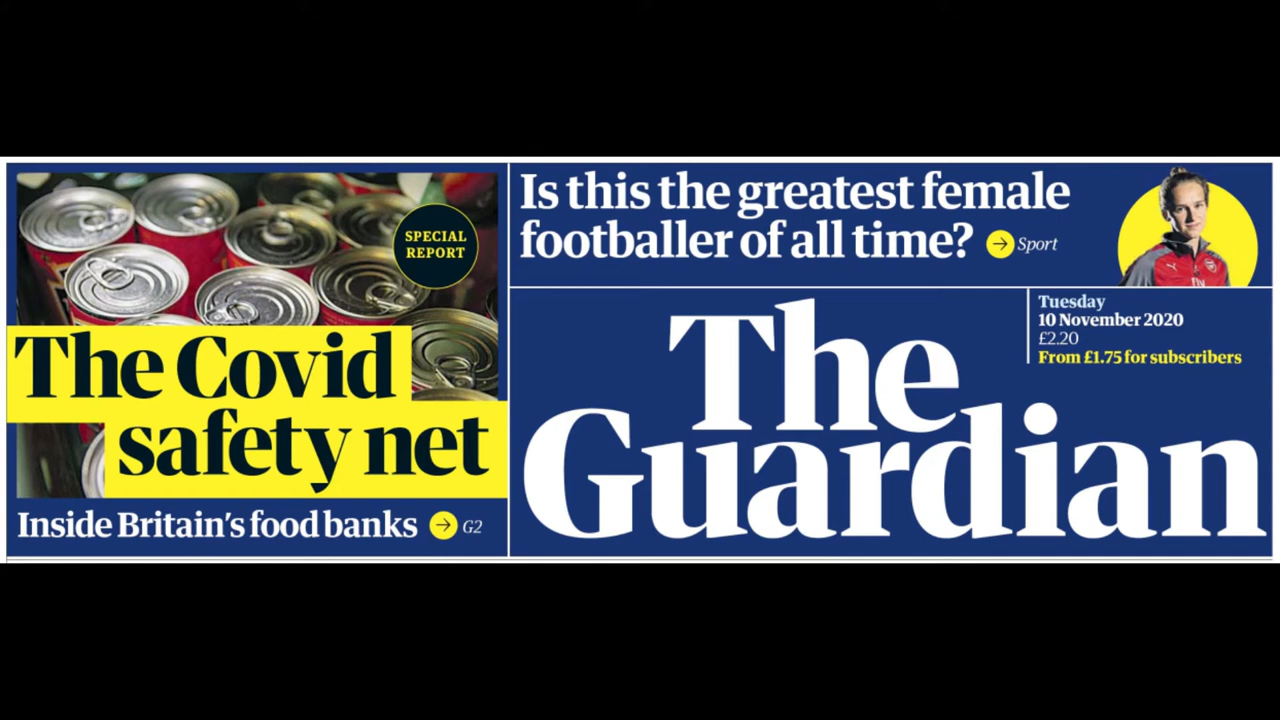 SPECIAL
REPORT
The Covid
safety net
Inside Britain's food banks
G2
Is this the greatest female
footballer of all time?
Sport
Tuesday
10 November 2020
£2.20
From £1.75 for subscribers
The
Guardian